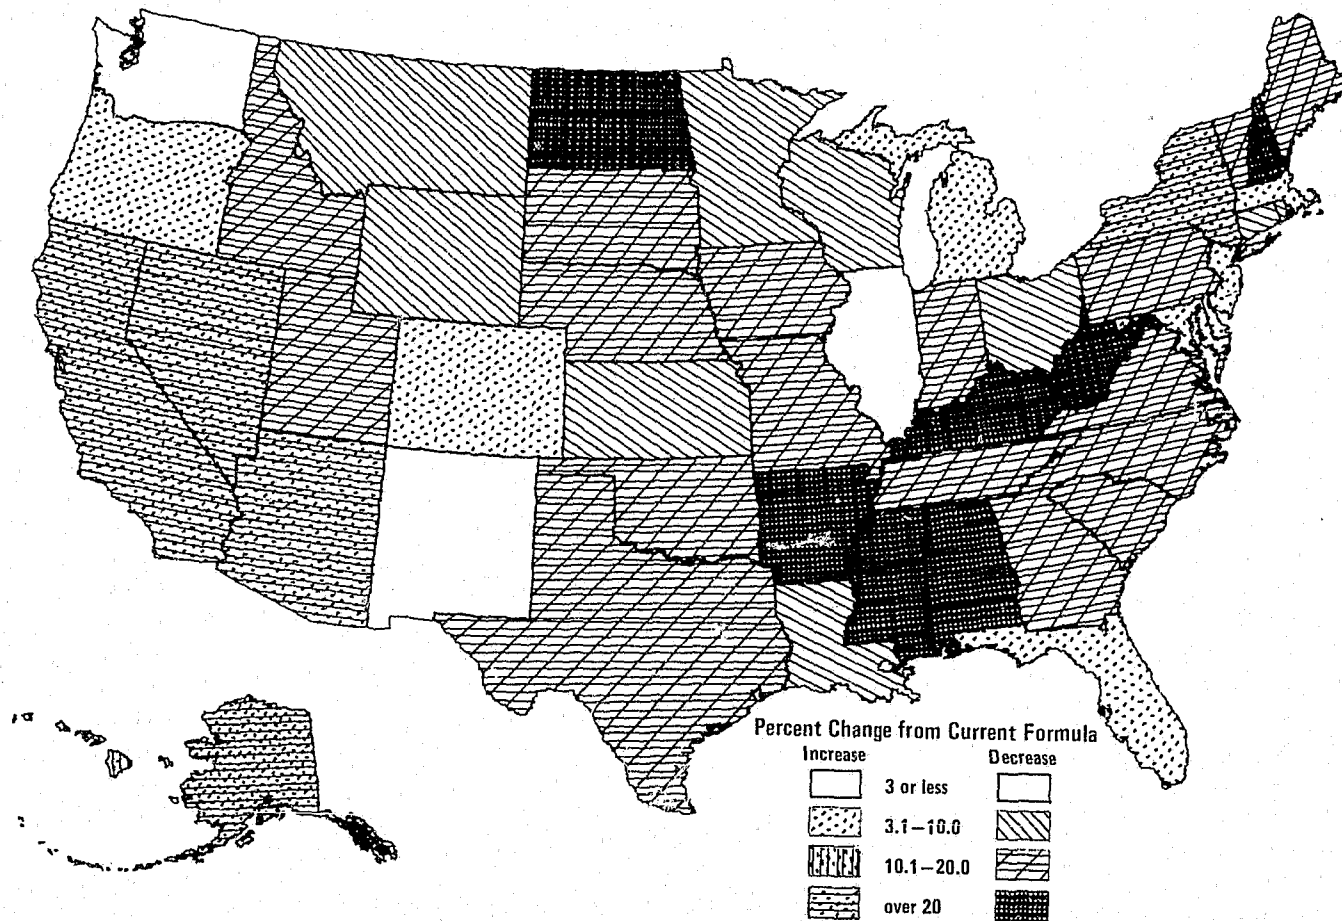 Percent Change from Current Formula
Increase Decrease
3 or less
3.1–10.0
10.1–20.0
over 20